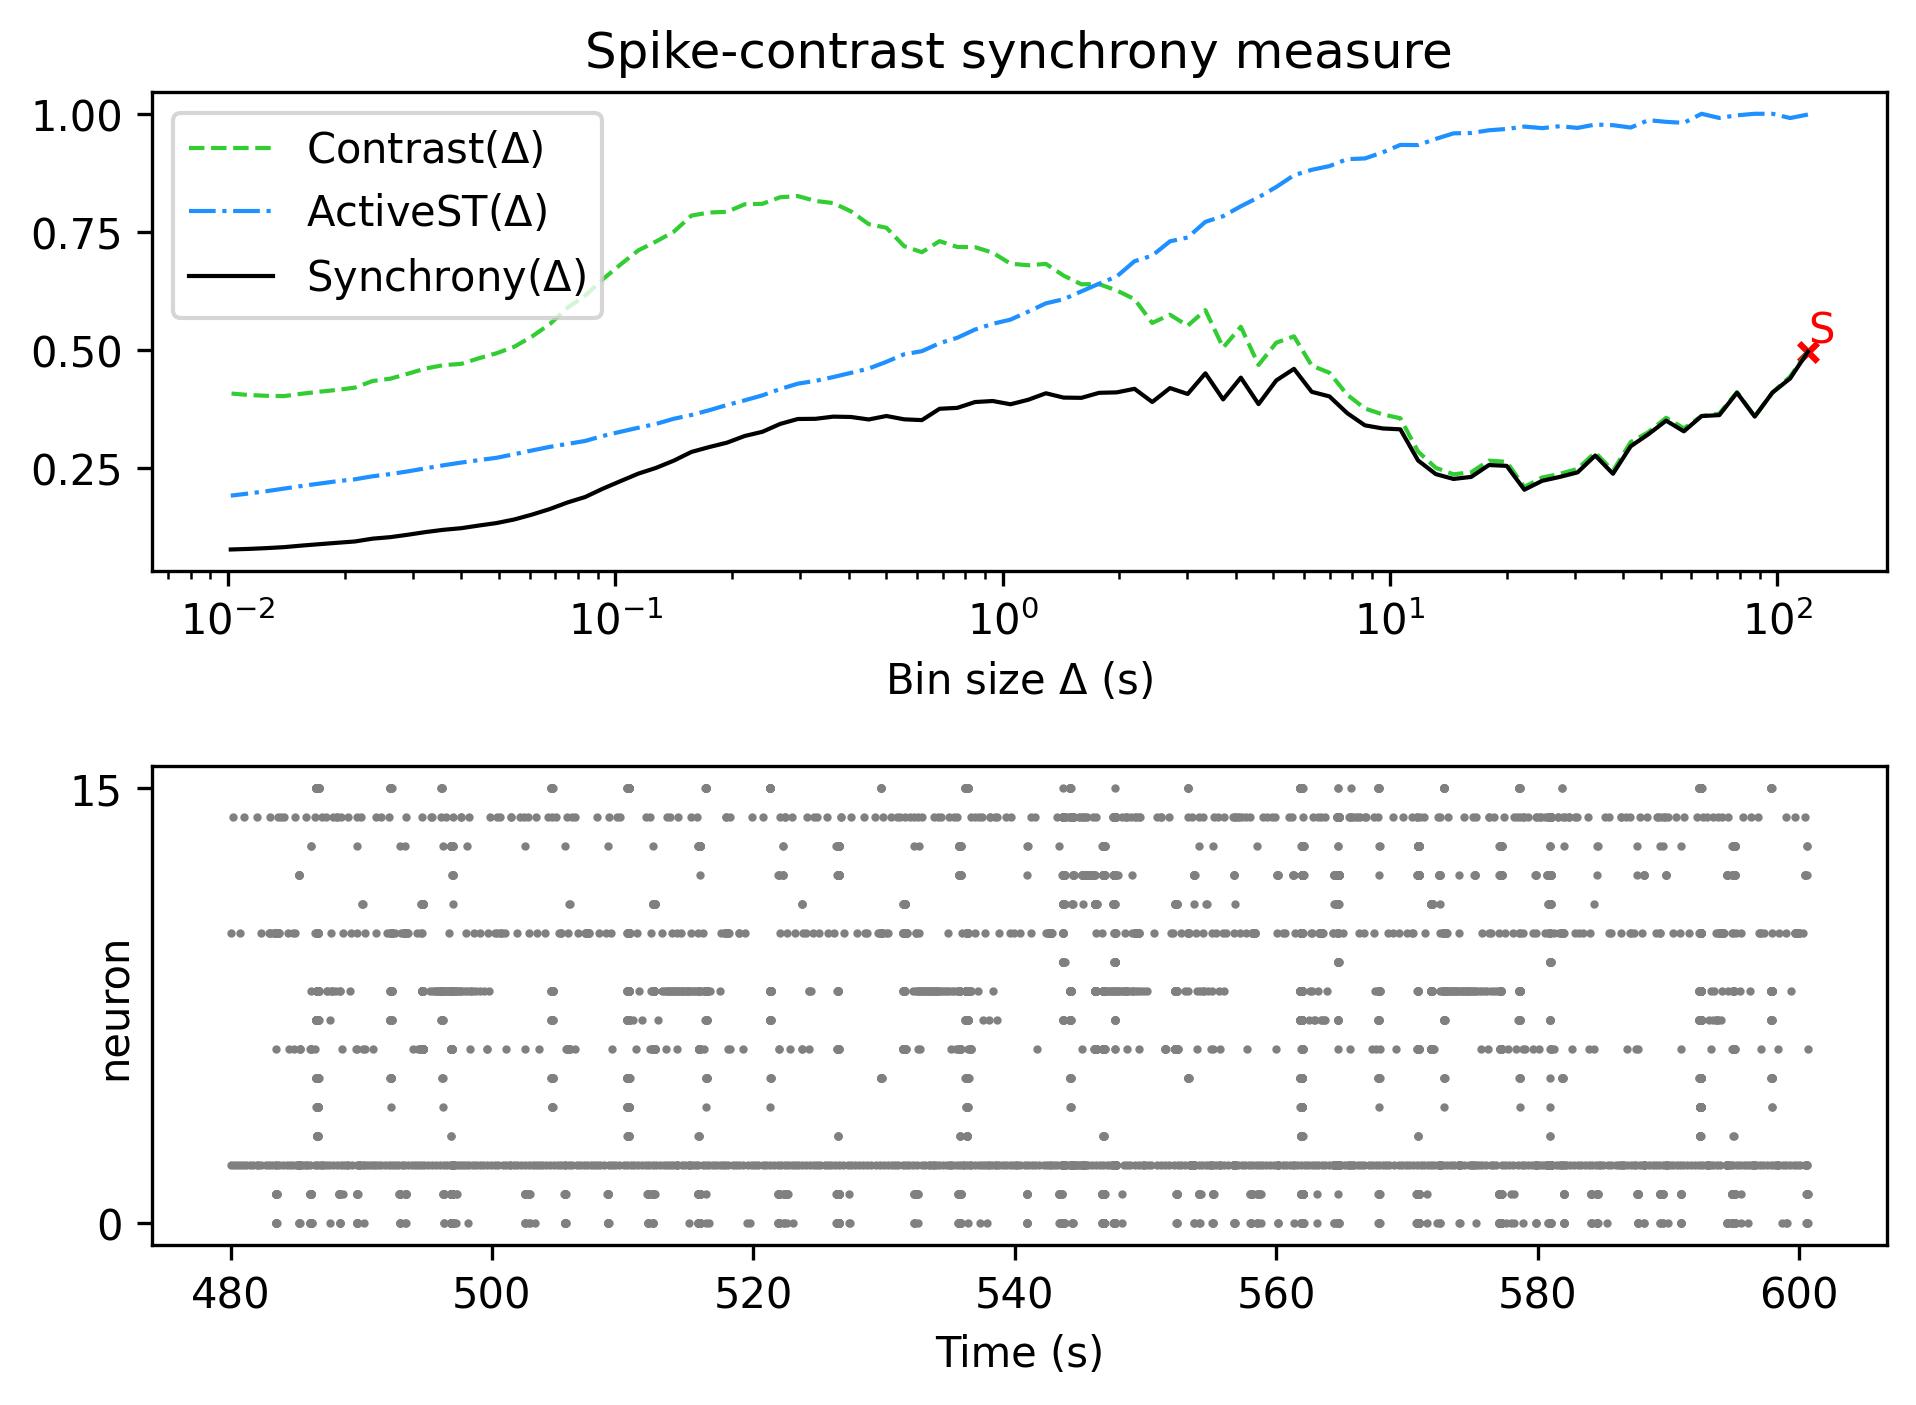 Spike-contrast synchrony measure
1.00
0.75
0.50
0.25
Contrast(Δ)
ActiveST(Δ)
Synchrony(Δ)
S
10⁻² 10⁻¹ 10⁰ 10¹ 10²
Bin size Δ (s)
15
0
neuron
480 500 520 540 560 580 600
Time (s)